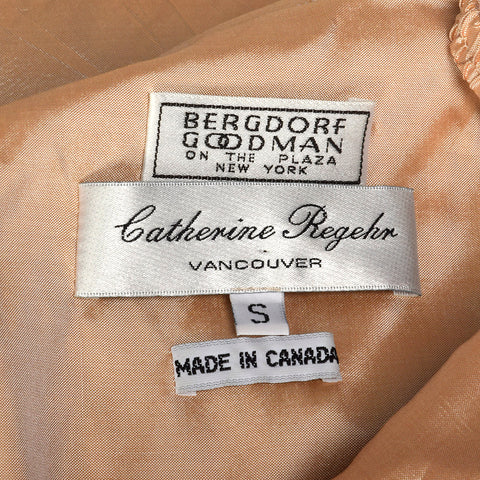 BERGDORF
GOODMAN
ON THE PLAZA
NEW YORK
Catherine Regehr
VANCOUVER
S
MADE IN CANADA